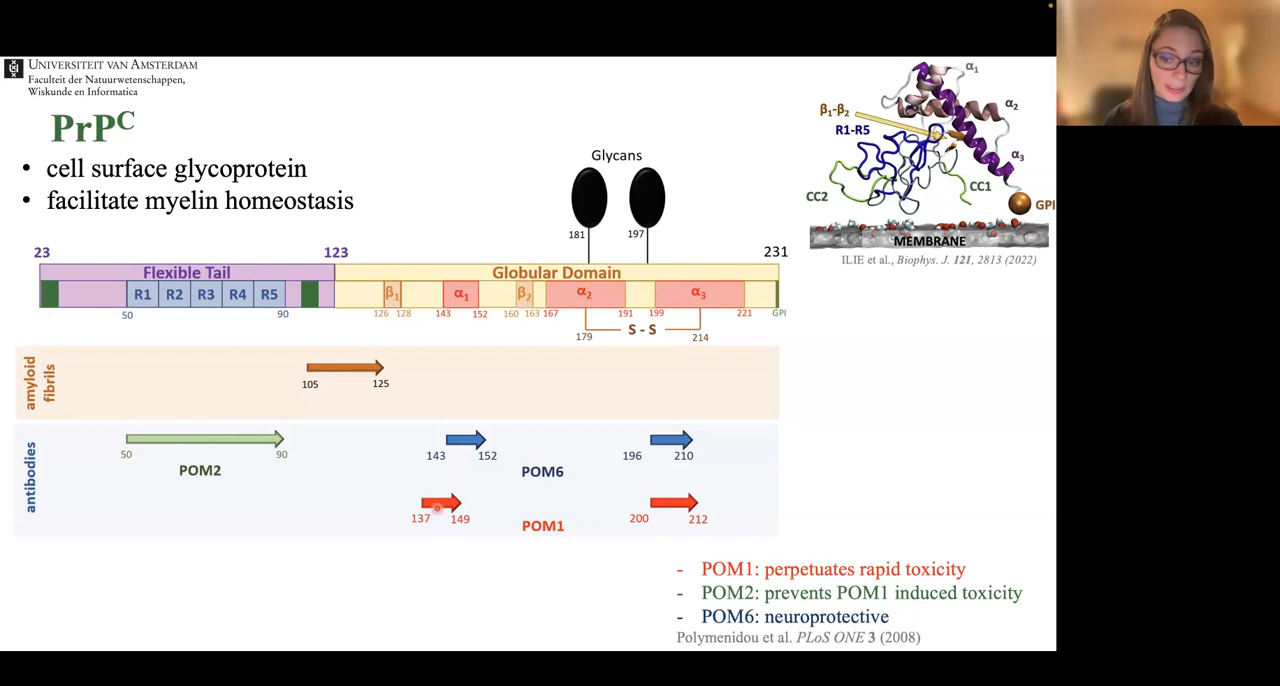 UNIVERSITEIT VAN AMSTERDAM
Faculteit der Natuurwetenschappen,
Wiskunde en Informatica
PrPC
• cell surface glycoprotein
• facilitate myelin homeostasis
Glycans
181 197
23 123 231
Flexible Tail Globular Domain
R1 R2 R3 R4 R5 β1 α1 β2 α2 α3
50 90 126 128 143 152 160 163 167 191 199 221 GPI
S - S
179 214
amyloid
fibrils
105 125
antibodies
50 90 143 152 196 210
POM2 POM6
137 149 200 212
POM1
α1
α2
β1-β2
R1-R5
α3
CC2 CC1
GPI
MEMBRANE
ILIE et al., Biophys. J. 121, 2813 (2022)
- POM1: perpetuates rapid toxicity
- POM2: prevents POM1 induced toxicity
- POM6: neuroprotective
Polymenidou et al. PLoS ONE 3 (2008)